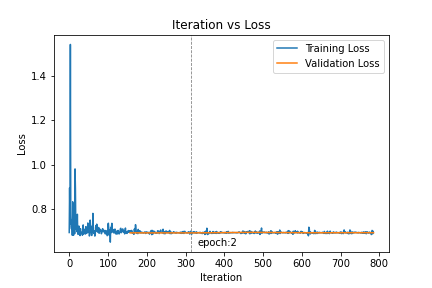 Iteration vs Loss
Training Loss
Validation Loss
Loss
1.4
1.2
1.0
0.8
epoch:2
0 100 200 300 400 500 600 700 800
Iteration